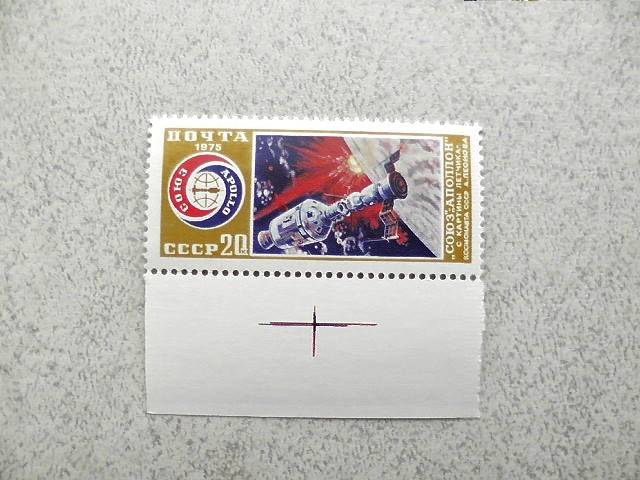 ПОЧТА
1975
СОЮЗ
APOLLO
СССР 20К
„СОЮЗ"-„АПОЛЛОН"
С КАРТИНЫ ЛЕТЧИКА-
КОСМОНАВТА СССР А.ЛЕОНОВА